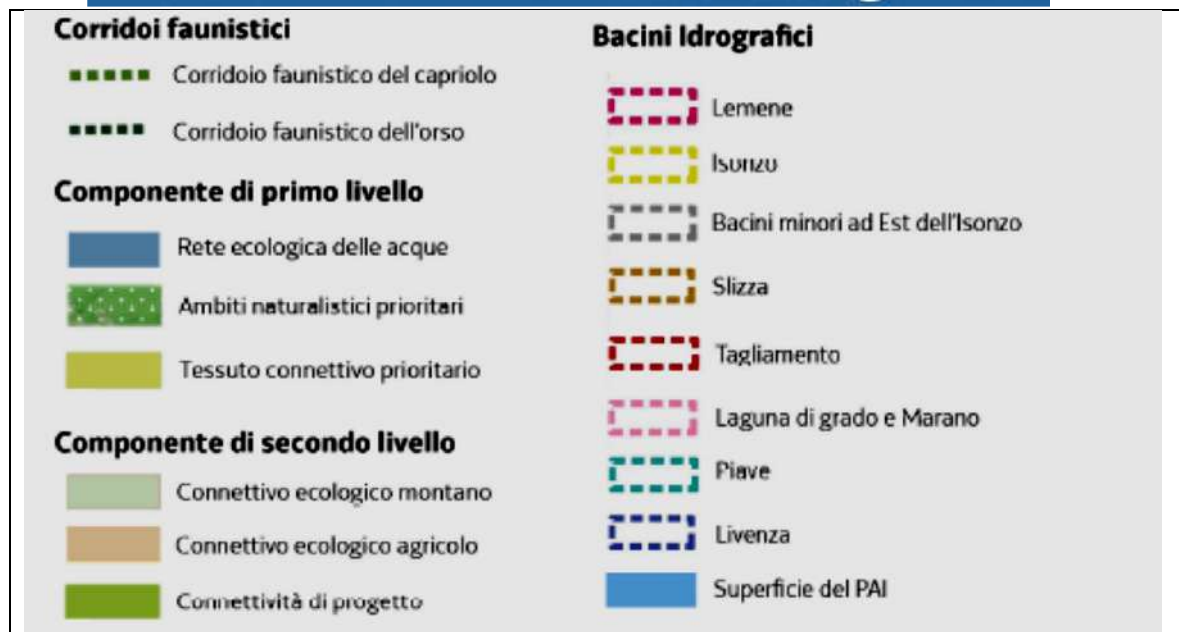 Corridoi faunistici
Corridoio faunistico del capriolo
Corridoio faunistico dell'orso
Componente di primo livello
Rete ecologica delle acque
Ambiti naturalistici prioritari
Tessuto connettivo prioritario
Componente di secondo livello
Connettivo ecologico montano
Connettivo ecologico agricolo
Connettività di progetto
Bacini Idrografici
Lemene
Isonzo
Bacini minori ad Est dell'Isonzo
Slizza
Tagliamento
Laguna di grado e Marano
Piave
Livenza
Superficie del PAI